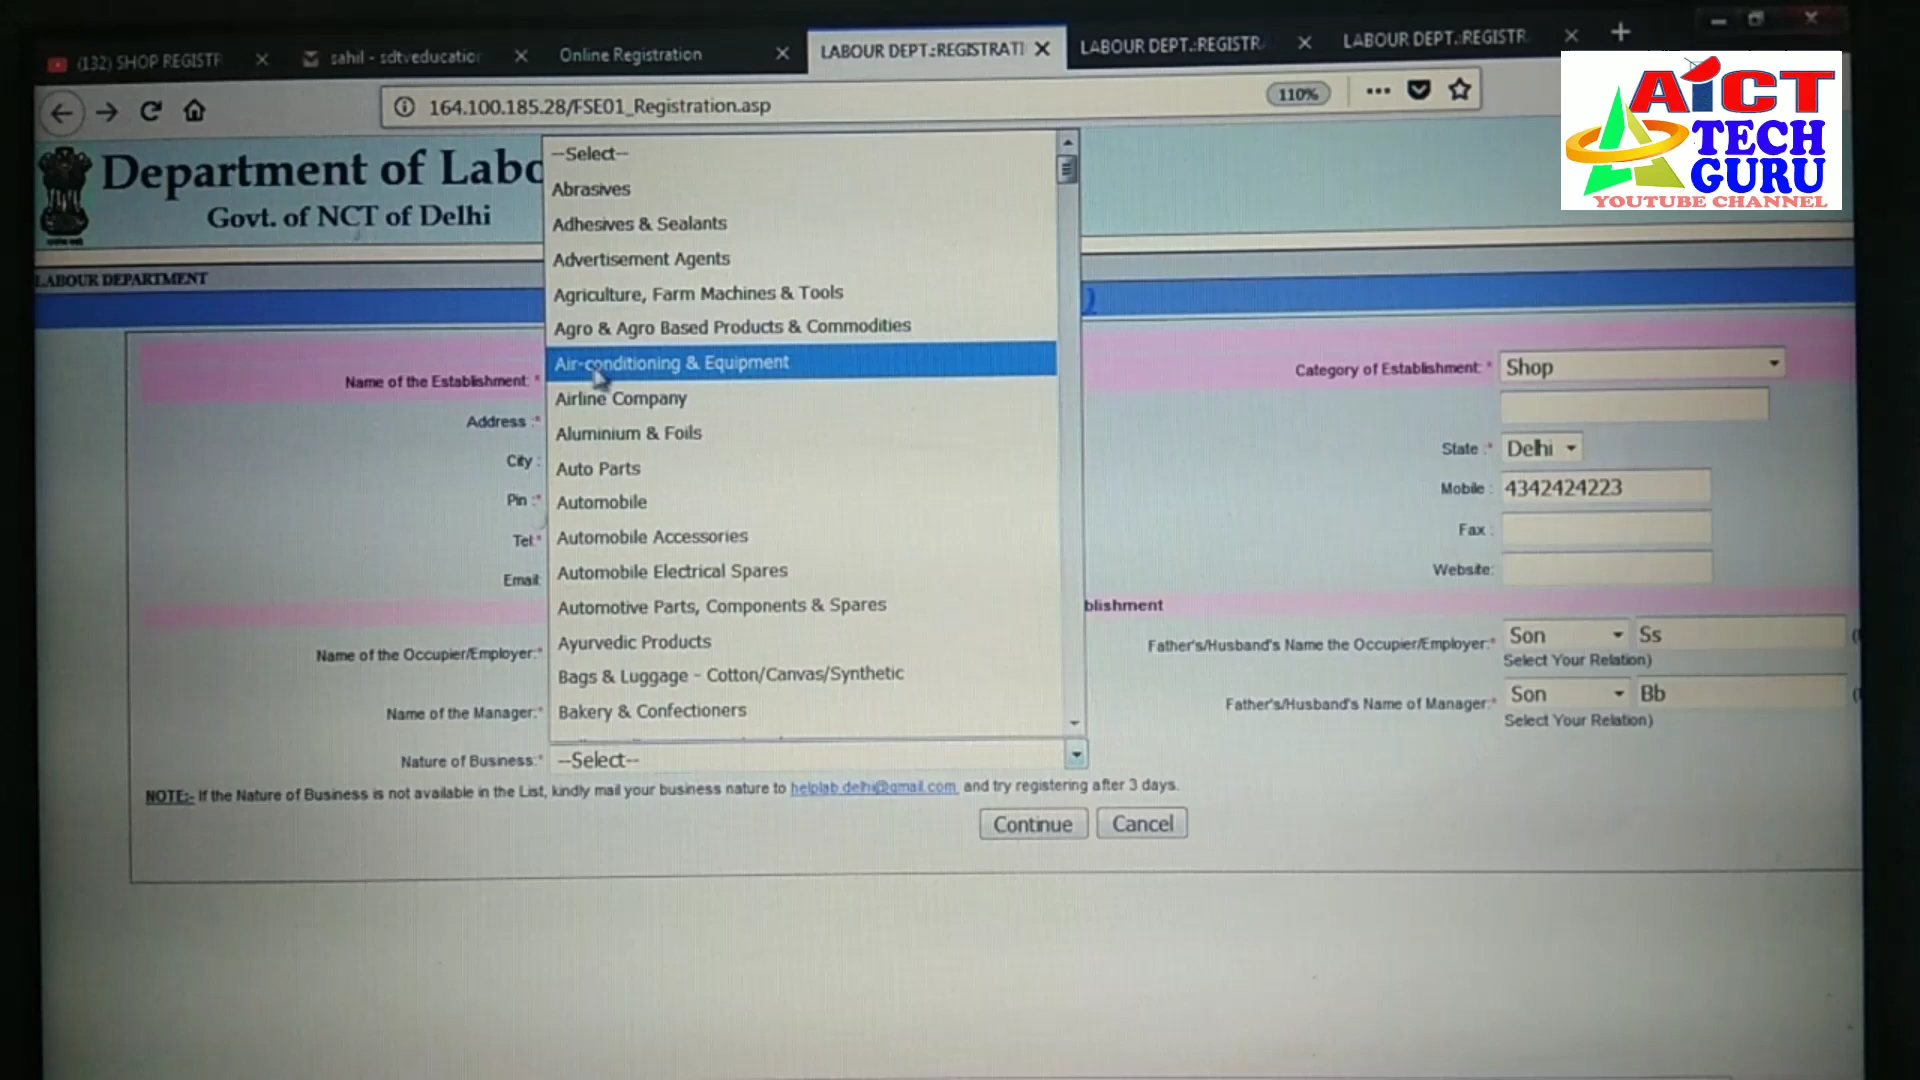 (132) SHOP REGISTR
sahil - sdtveducation
Online Registration
LABOUR DEPT.:REGISTRATI
LABOUR DEPT.:REGISTR
LABOUR DEPT.:REGISTR
164.100.185.28/FSE01_Registration.asp
110%
AiCT
TECH
GURU
YOUTUBE CHANNEL
Department of Labo
Govt. of NCT of Delhi
LABOUR DEPARTMENT
--Select--
Abrasives
Adhesives & Sealants
Advertisement Agents
Agriculture, Farm Machines & Tools
Agro & Agro Based Products & Commodities
Air-conditioning & Equipment
Airline Company
Aluminium & Foils
Auto Parts
Automobile
Automobile Accessories
Automobile Electrical Spares
Automotive Parts, Components & Spares
Ayurvedic Products
Bags & Luggage - Cotton/Canvas/Synthetic
Bakery & Confectioners
Name of the Establishment: *
Category of Establishment: * Shop
Address :*
City :
State :* Delhi
Pin :*
Mobile : 4342424223
Tel:*
Fax :
Email:
Website:
blishment
Name of the Occupier/Employer:*
Father's/Husband's Name the Occupier/Employer:* Son Ss (
Select Your Relation)
Name of the Manager:*
Father's/Husband's Name of Manager:* Son Bb (
Select Your Relation)
Nature of Business:* --Select--
NOTE:- If the Nature of Business is not available in the List, kindly mail your business nature to helplab.delhi@gmail.com and try registering after 3 days.
Continue Cancel